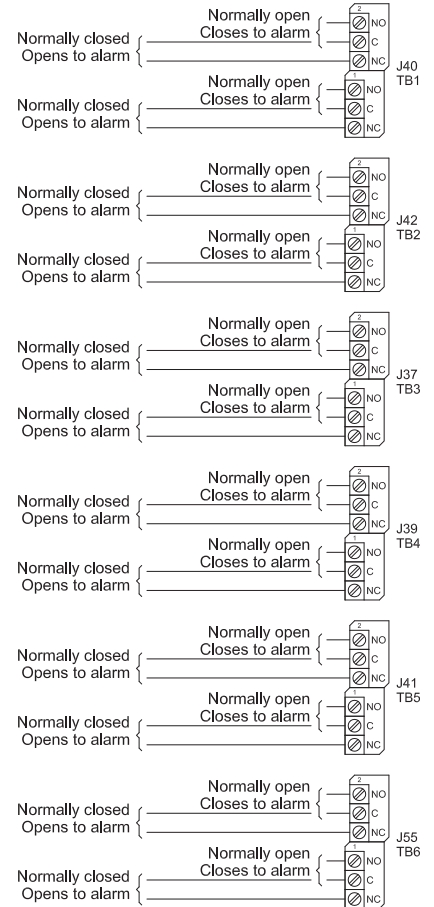 2
Normally open
Closes to alarm
NO
C
NC
Normally closed
Opens to alarm
J40
TB1
1
Normally open
Closes to alarm
NO
C
NC
Normally closed
Opens to alarm
2
Normally open
Closes to alarm
NO
C
NC
Normally closed
Opens to alarm
J42
TB2
1
Normally open
Closes to alarm
NO
C
NC
Normally closed
Opens to alarm
2
Normally open
Closes to alarm
NO
C
NC
Normally closed
Opens to alarm
J37
TB3
1
Normally open
Closes to alarm
NO
C
NC
Normally closed
Opens to alarm
2
Normally open
Closes to alarm
NO
C
NC
Normally closed
Opens to alarm
J39
TB4
1
Normally open
Closes to alarm
NO
C
NC
Normally closed
Opens to alarm
2
Normally open
Closes to alarm
NO
C
NC
Normally closed
Opens to alarm
J41
TB5
1
Normally open
Closes to alarm
NO
C
NC
Normally closed
Opens to alarm
2
Normally open
Closes to alarm
NO
C
NC
Normally closed
Opens to alarm
J55
TB6
1
Normally open
Closes to alarm
NO
C
NC
Normally closed
Opens to alarm